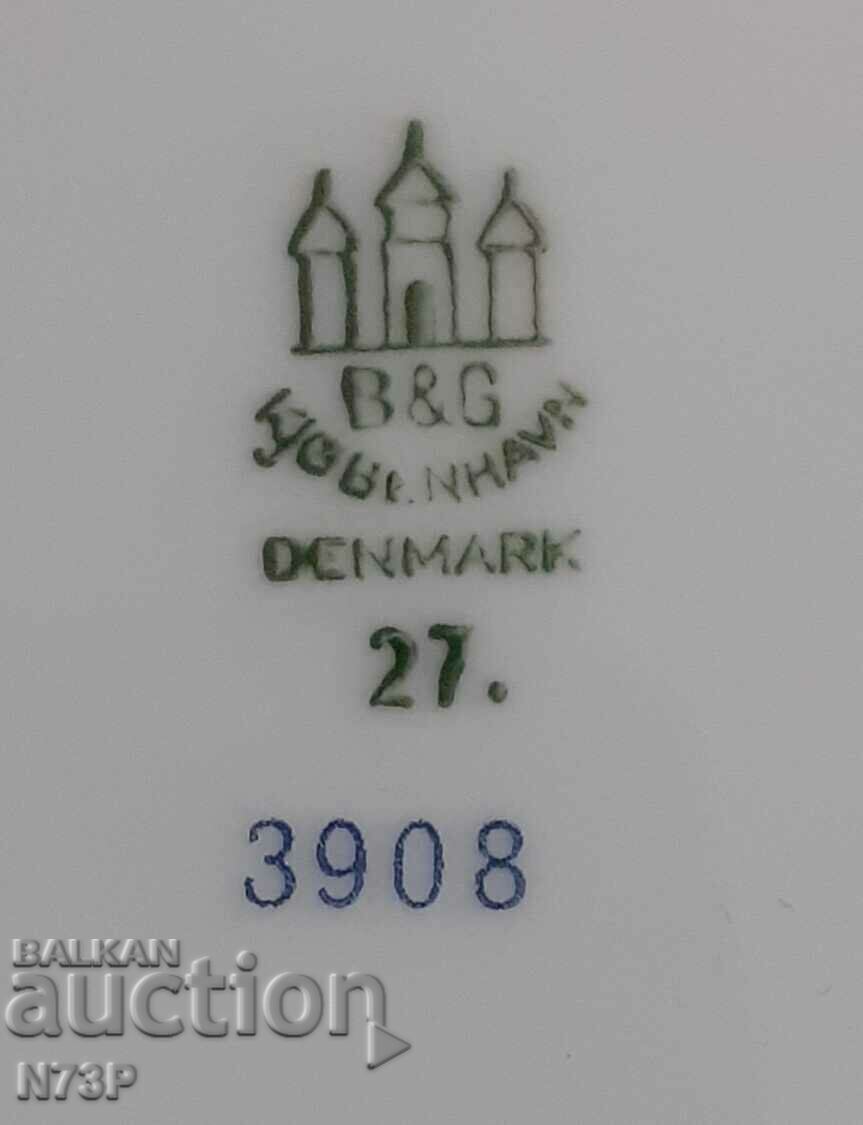 B&G
KJØBENHAVN
DENMARK
27.
3908
BALKAN
auction
N73P